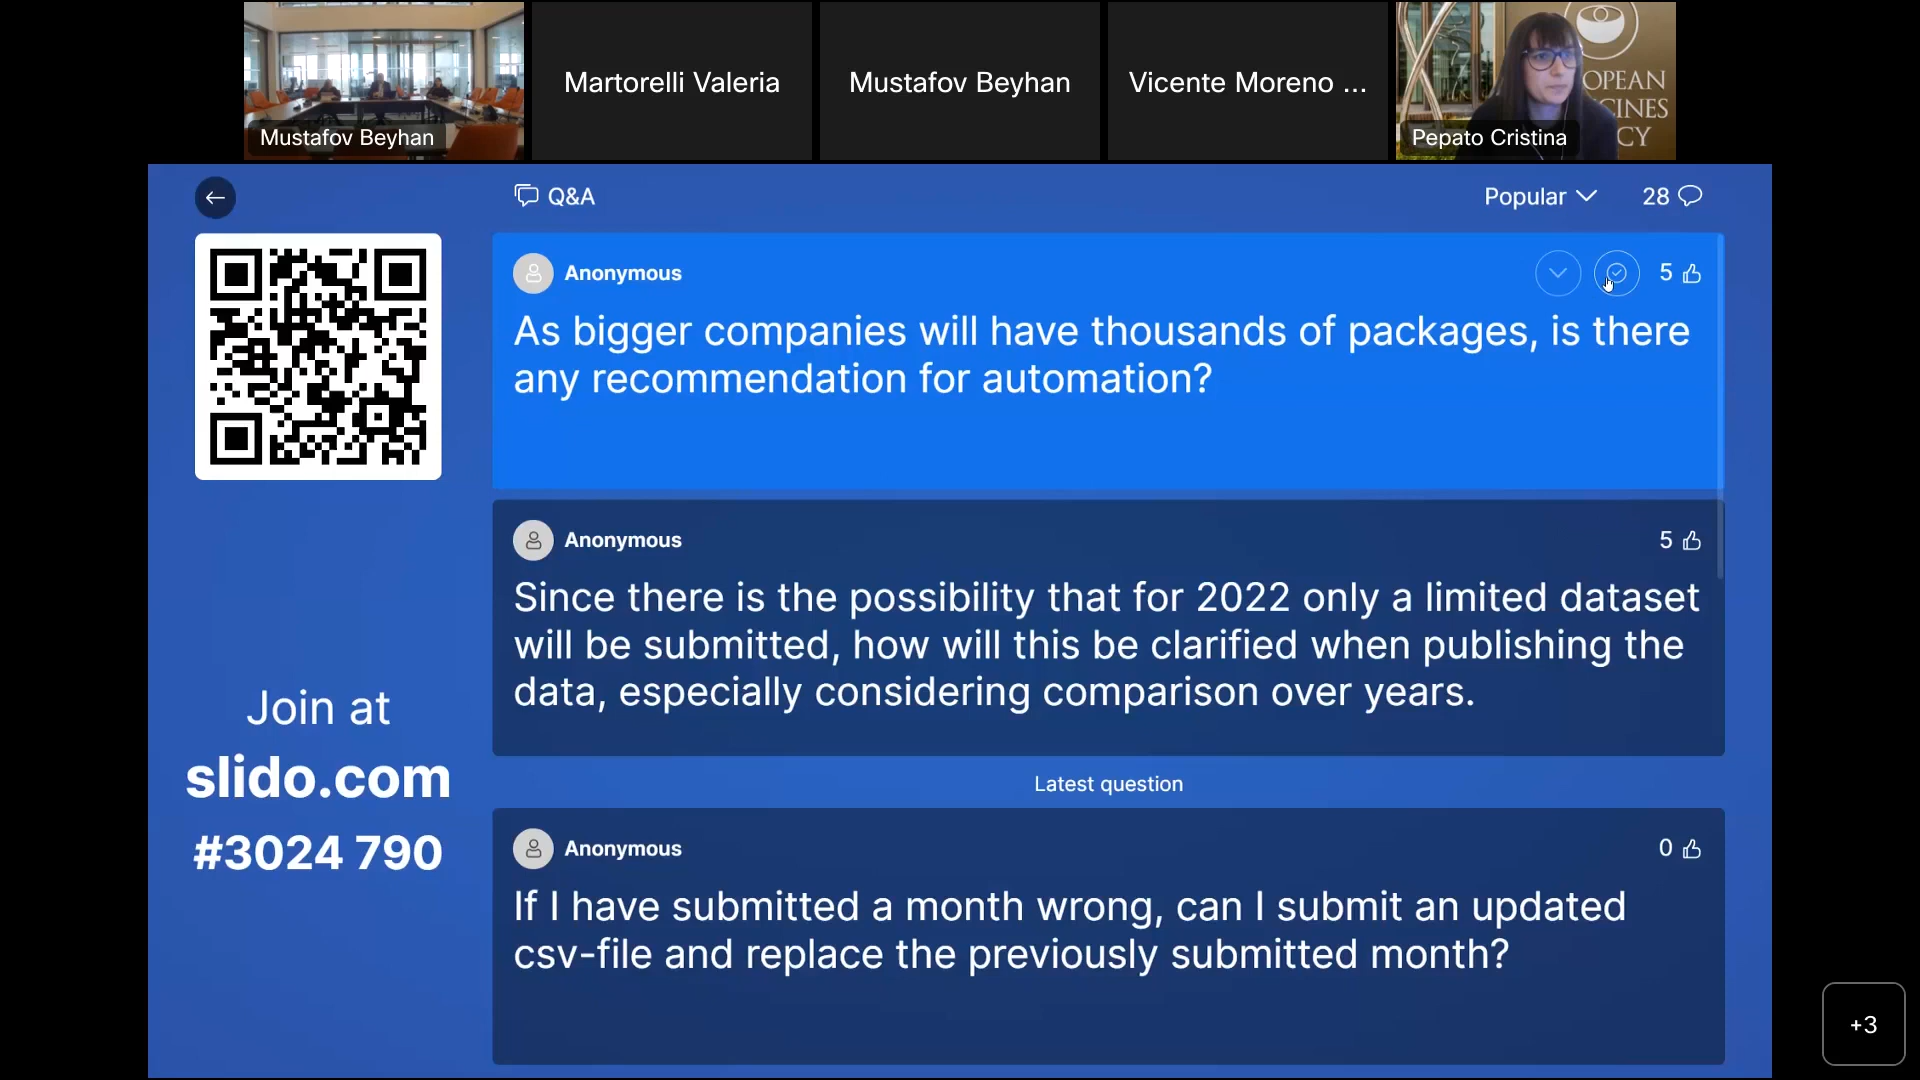 Mustafov Beyhan
Martorelli Valeria
Mustafov Beyhan
Vicente Moreno ...
OPEAN
CINES
CY
Pepato Cristina
Q&A
Popular
28
Anonymous
5
As bigger companies will have thousands of packages, is there
any recommendation for automation?
Anonymous
5
Since there is the possibility that for 2022 only a limited dataset
will be submitted, how will this be clarified when publishing the
data, especially considering comparison over years.
Join at
slido.com
#3024 790
Latest question
Anonymous
0
If I have submitted a month wrong, can I submit an updated
csv-file and replace the previously submitted month?
+3